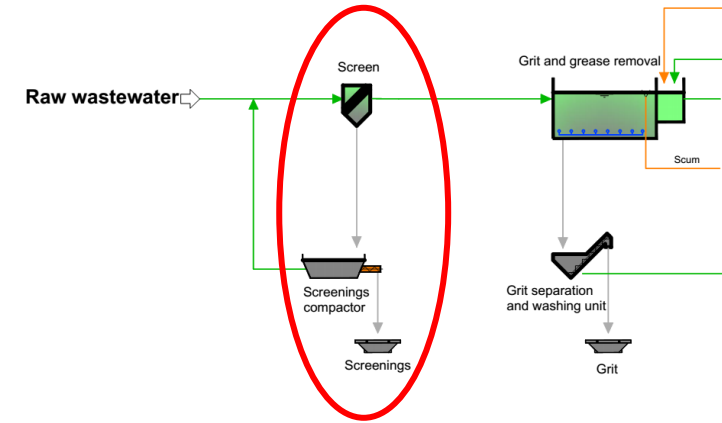 Screen
Grit and grease removal
Raw wastewater
Scum
Screenings
compactor
Grit separation
and washing unit
Screenings
Grit